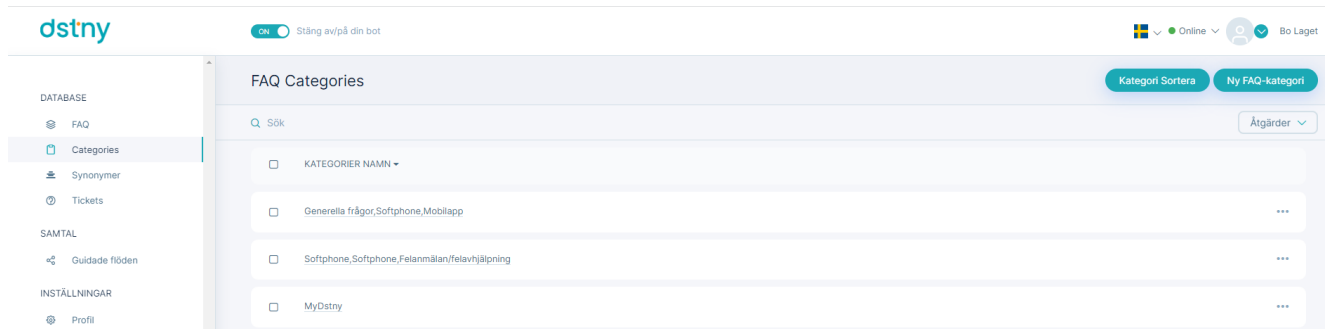 dstny
ON Stäng av/på din bot
Online
Bo Laget
DATABASE
FAQ
Categories
Synonymer
Tickets
SAMTAL
Guidade flöden
INSTÄLLNINGAR
Profil
FAQ Categories
Kategori Sortera
Ny FAQ-kategori
Sök
Åtgärder
KATEGORIER NAMN
Generella frågor,Softphone,Mobilapp
Softphone,Softphone,Felanmälan/felavhjälpning
MyDstny